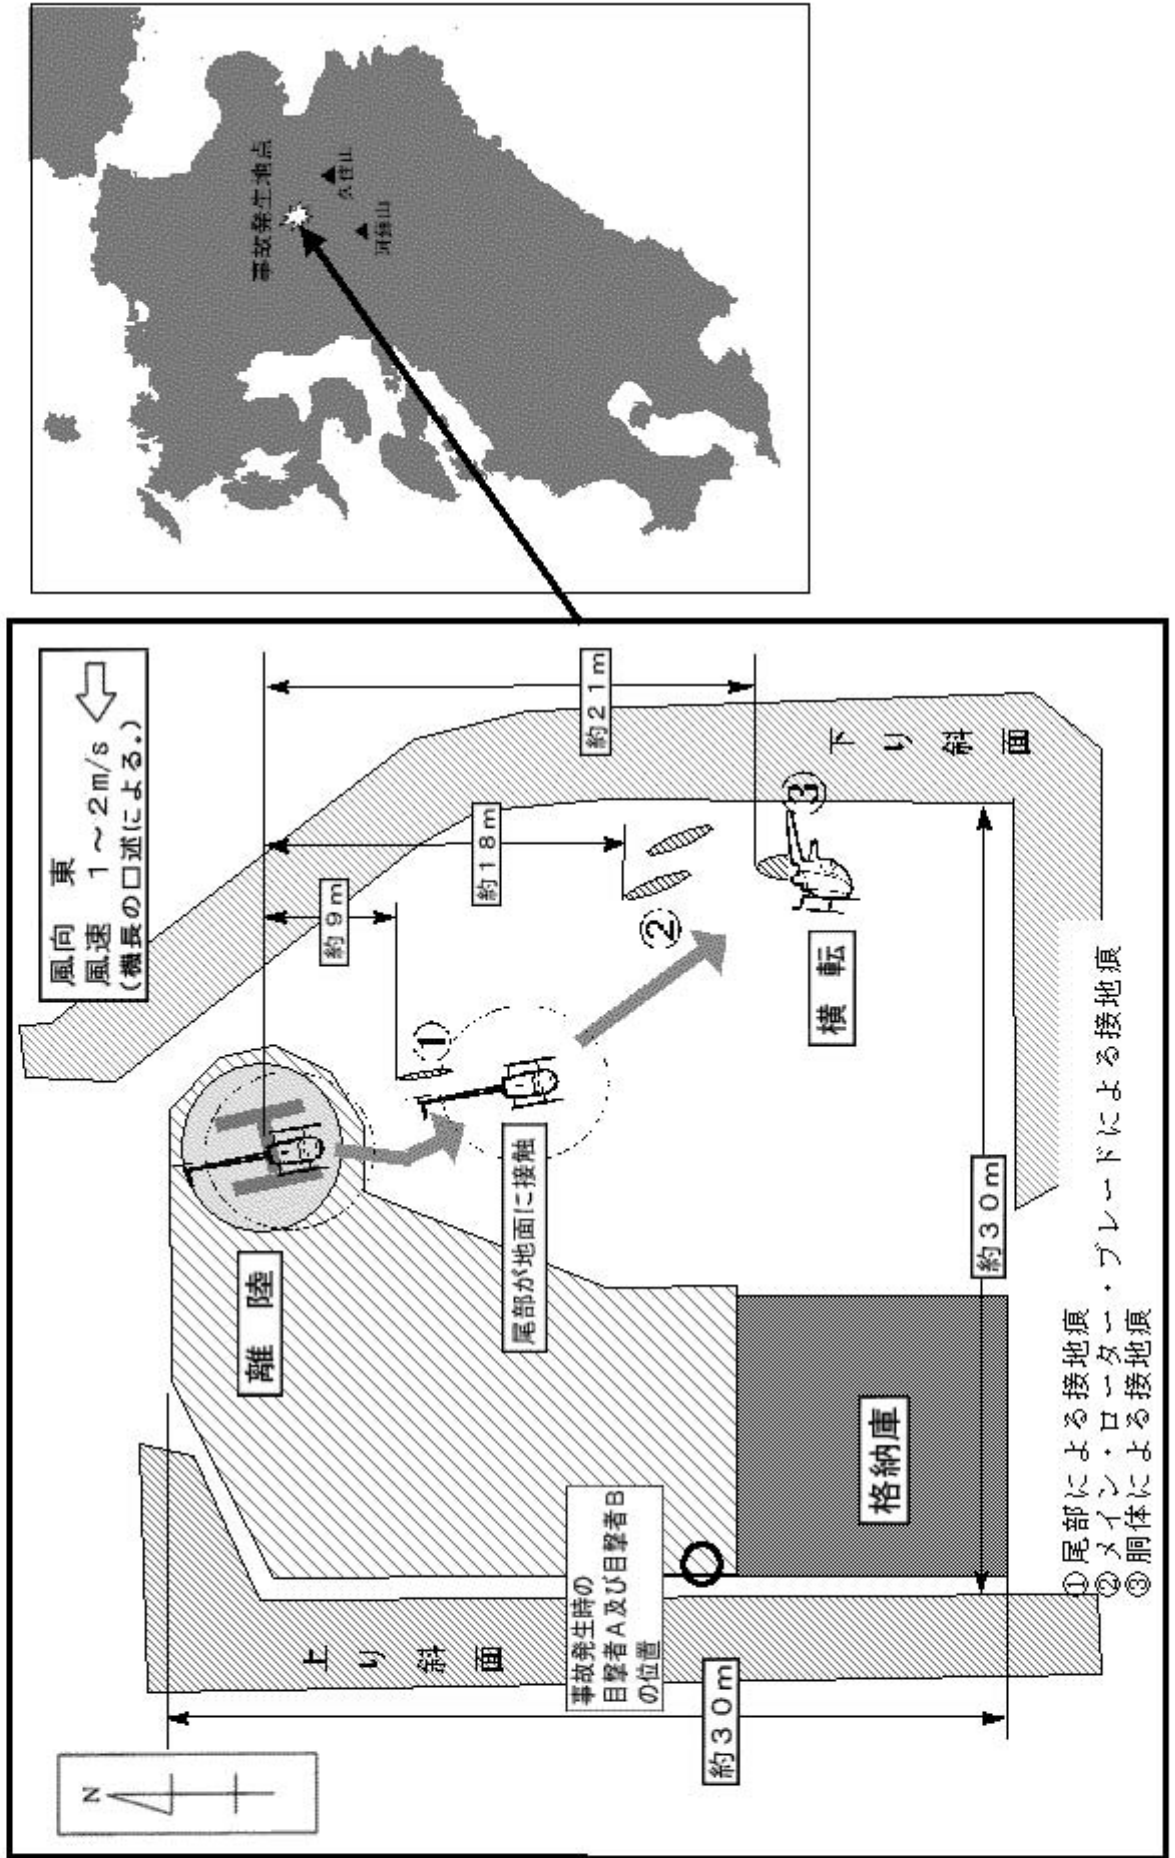 事故発生地点
久住山
阿蘇山
風向 東
風速 1~2m/s
(機長の口述による。)
約21m
約18m
約9m
下り斜面
③
②
①
横 転
尾部が地面に接触
離 陸
約30m
格納庫
事故発生時の
目撃者A及び目撃者B
の位置
上り斜面
約30m
N
①尾部による接地痕
②メイン・ローター・ブレードによる接地痕
③胴体による接地痕